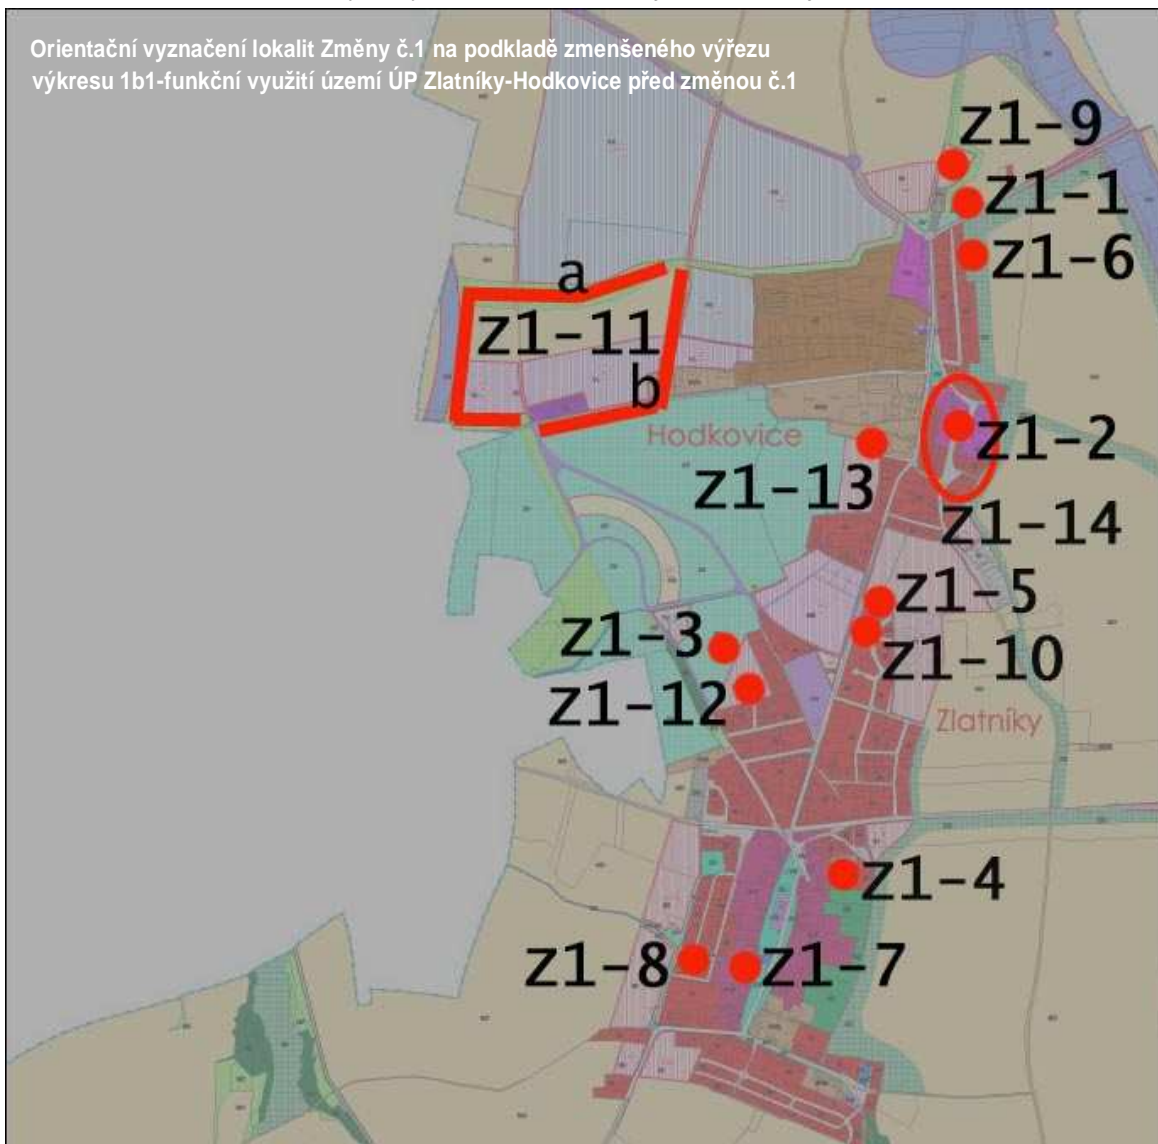 Orientační vyznačení lokalit Změny č.1 na podkladě zmenšeného výřezu
výkresu 1b1-funkční využití území ÚP Zlatníky-Hodkovice před změnou č.1
z1-9
z1-1
z1-6
a
z1-11
b
Hodkovice
z1-2
z1-13
z1-14
z1-5
z1-3
z1-10
z1-12
Zlatníky
z1-4
z1-8
z1-7